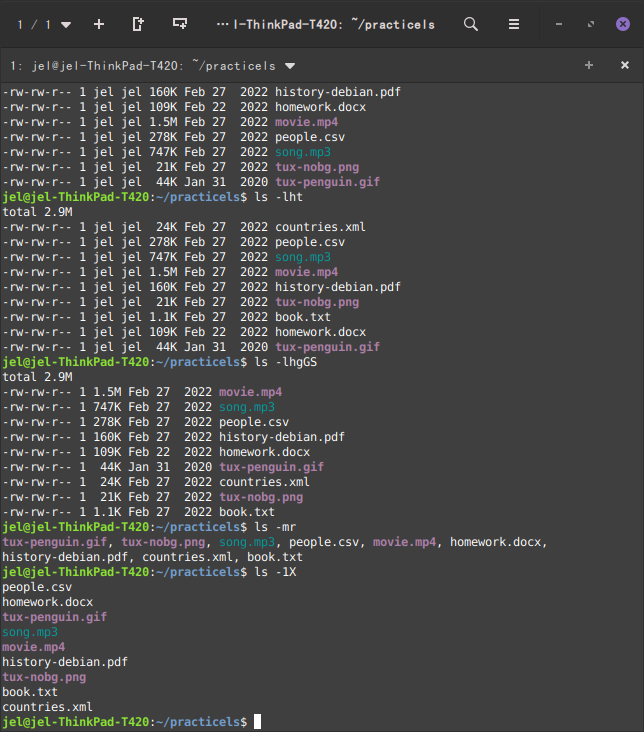 1 / 1 …l-ThinkPad-T420: ~/practicels
1: jel@jel-ThinkPad-T420: ~/practicels
-rw-rw-r-- 1 jel jel 160K Feb 27  2022 history-debian.pdf
-rw-rw-r-- 1 jel jel 109K Feb 22  2022 homework.docx
-rw-rw-r-- 1 jel jel 1.5M Feb 27  2022 movie.mp4
-rw-rw-r-- 1 jel jel 278K Feb 27  2022 people.csv
-rw-rw-r-- 1 jel jel 747K Feb 27  2022 song.mp3
-rw-rw-r-- 1 jel jel  21K Feb 27  2022 tux-nobg.png
-rw-rw-r-- 1 jel jel  44K Jan 31  2020 tux-penguin.gif
jel@jel-ThinkPad-T420:~/practicels$ ls -lht
total 2.9M
-rw-rw-r-- 1 jel jel  24K Feb 27  2022 countries.xml
-rw-rw-r-- 1 jel jel 278K Feb 27  2022 people.csv
-rw-rw-r-- 1 jel jel 747K Feb 27  2022 song.mp3
-rw-rw-r-- 1 jel jel 1.5M Feb 27  2022 movie.mp4
-rw-rw-r-- 1 jel jel 160K Feb 27  2022 history-debian.pdf
-rw-rw-r-- 1 jel jel  21K Feb 27  2022 tux-nobg.png
-rw-rw-r-- 1 jel jel 1.1K Feb 27  2022 book.txt
-rw-rw-r-- 1 jel jel 109K Feb 22  2022 homework.docx
-rw-rw-r-- 1 jel jel  44K Jan 31  2020 tux-penguin.gif
jel@jel-ThinkPad-T420:~/practicels$ ls -lhgGS
total 2.9M
-rw-rw-r-- 1 1.5M Feb 27  2022 movie.mp4
-rw-rw-r-- 1 747K Feb 27  2022 song.mp3
-rw-rw-r-- 1 278K Feb 27  2022 people.csv
-rw-rw-r-- 1 160K Feb 27  2022 history-debian.pdf
-rw-rw-r-- 1 109K Feb 22  2022 homework.docx
-rw-rw-r-- 1  44K Jan 31  2020 tux-penguin.gif
-rw-rw-r-- 1  24K Feb 27  2022 countries.xml
-rw-rw-r-- 1  21K Feb 27  2022 tux-nobg.png
-rw-rw-r-- 1 1.1K Feb 27  2022 book.txt
jel@jel-ThinkPad-T420:~/practicels$ ls -mr
tux-penguin.gif, tux-nobg.png, song.mp3, people.csv, movie.mp4, homework.docx,
history-debian.pdf, countries.xml, book.txt
jel@jel-ThinkPad-T420:~/practicels$ ls -1X
people.csv
homework.docx
tux-penguin.gif
song.mp3
movie.mp4
history-debian.pdf
tux-nobg.png
book.txt
countries.xml
jel@jel-ThinkPad-T420:~/practicels$